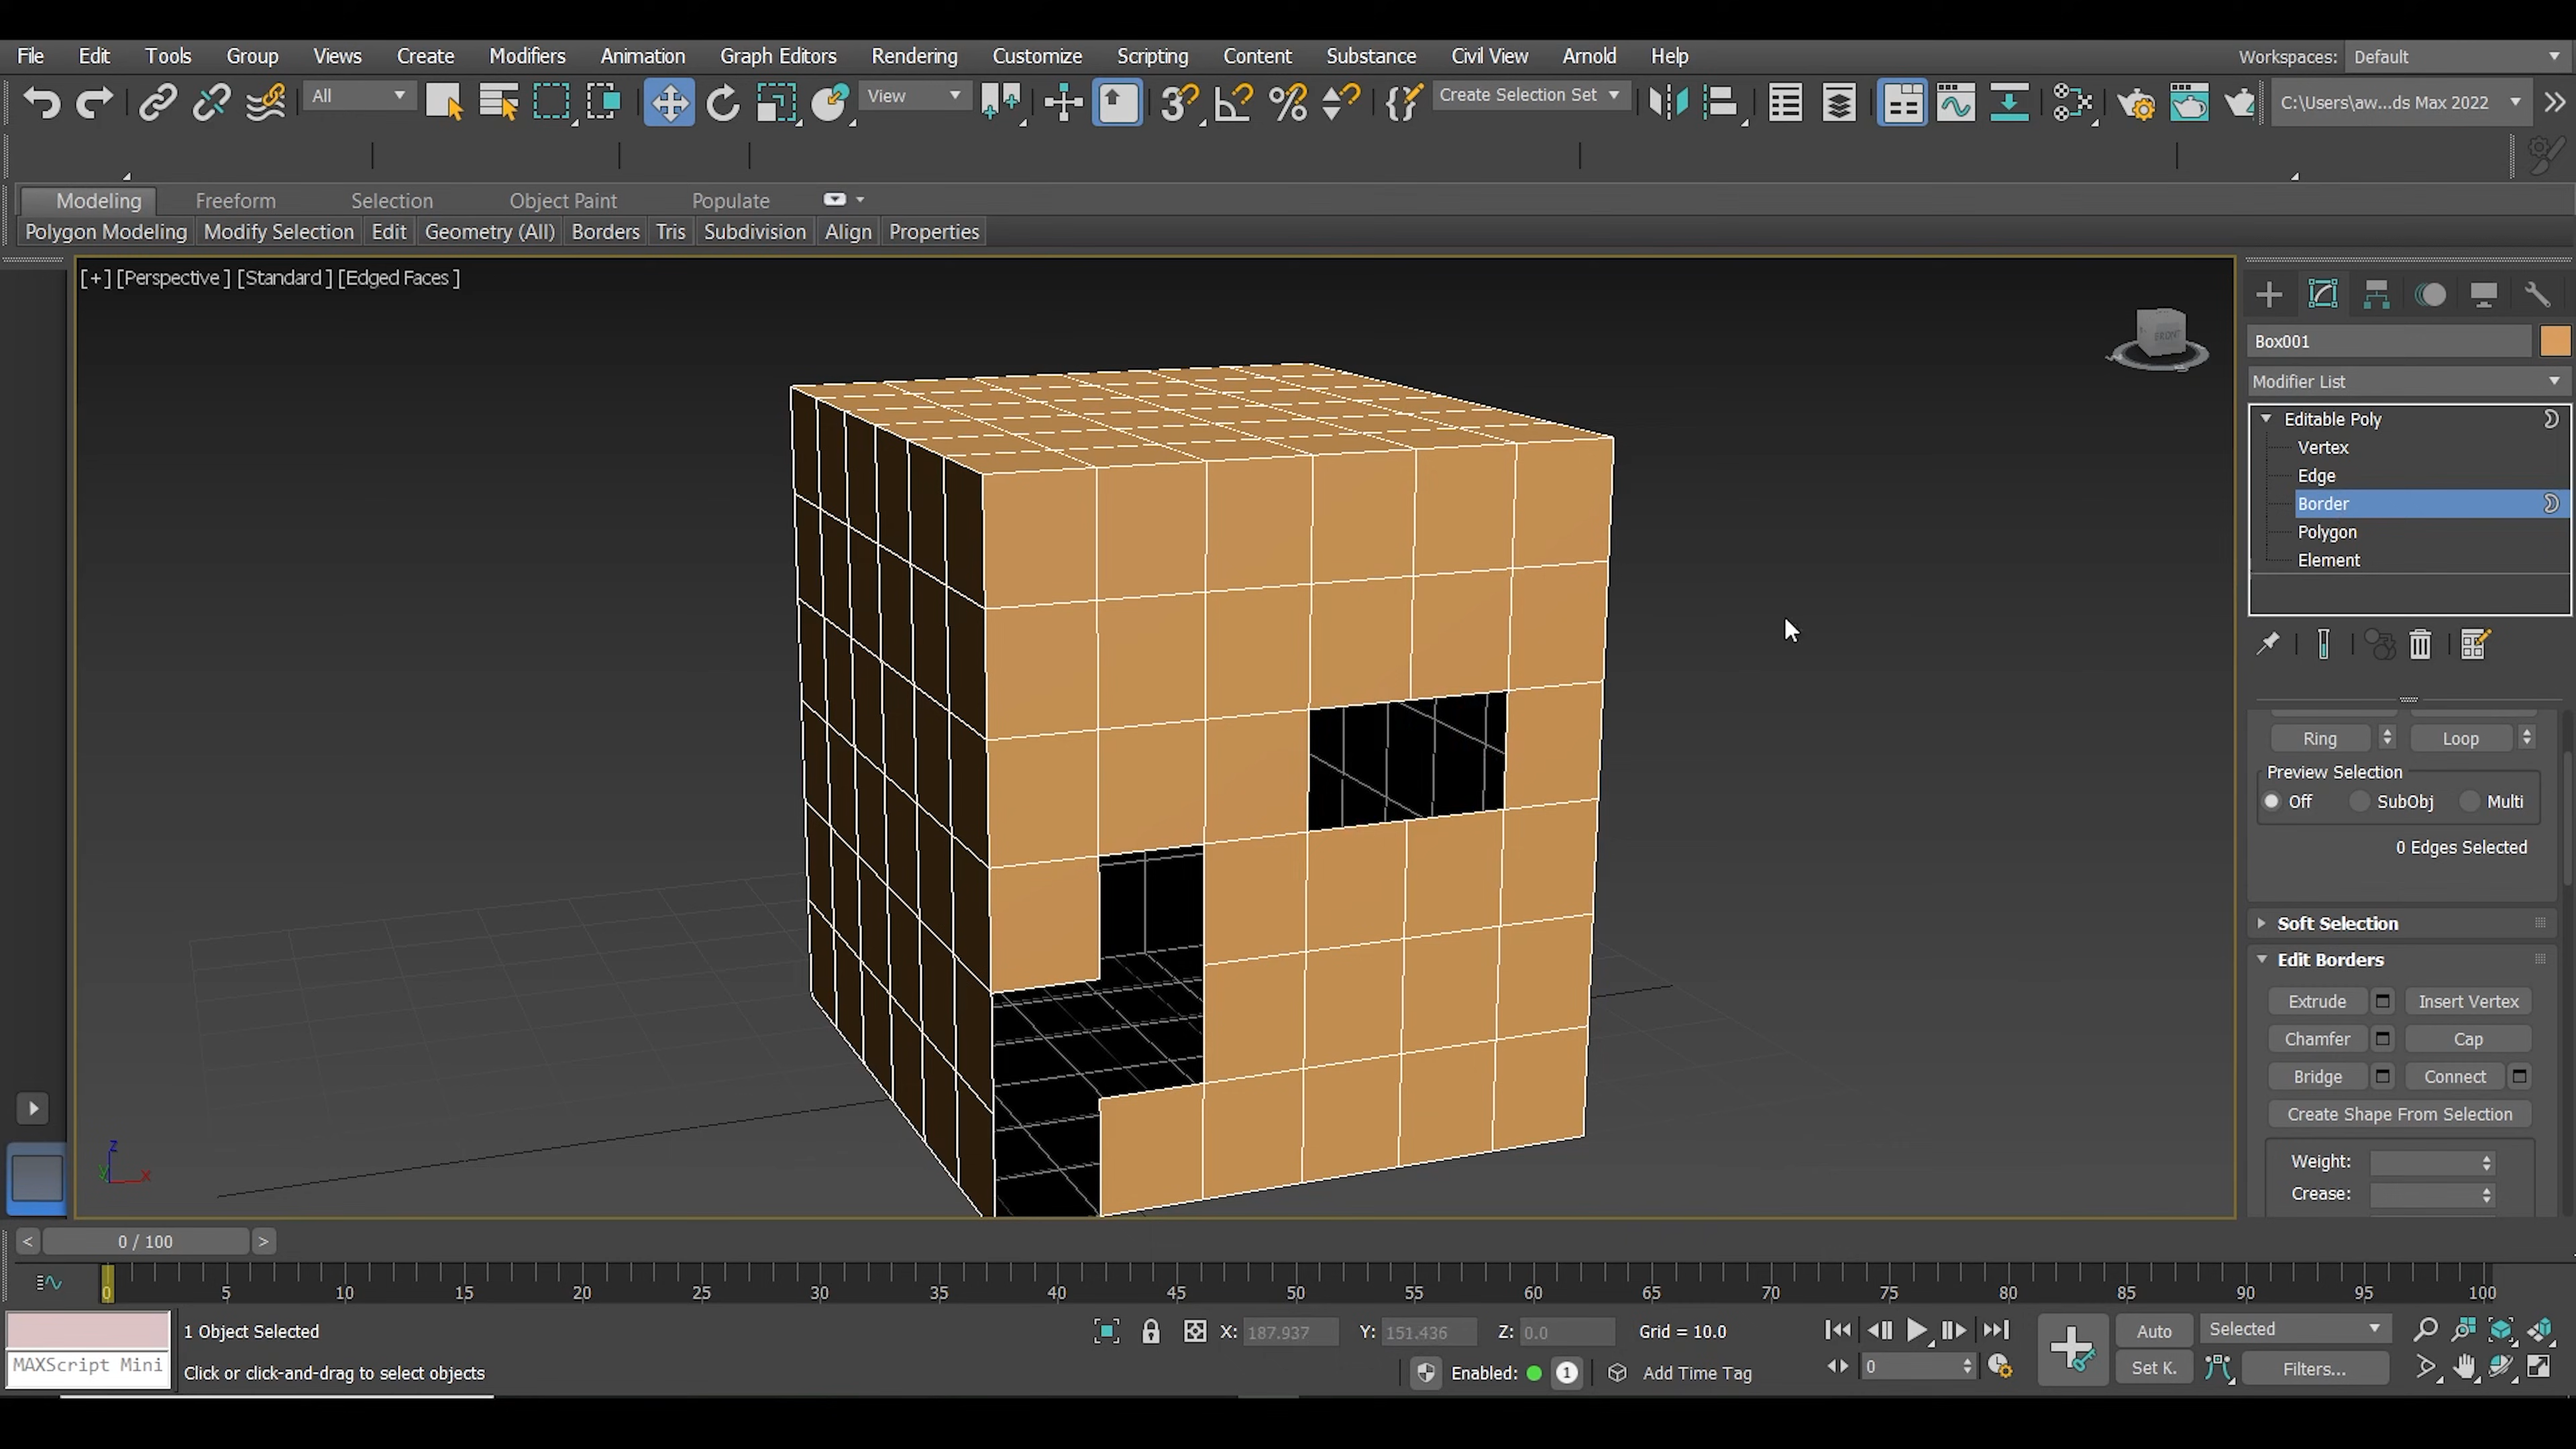 File Edit Tools Group Views Create Modifiers Animation Graph Editors Rendering Customize Scripting Content Substance Civil View Arnold Help Workspaces: Default
All View Create Selection Set C:\Users\aw...ds Max 2022
Modeling Freeform Selection Object Paint Populate
Polygon Modeling Modify Selection Edit Geometry (All) Borders Tris Subdivision Align Properties
[+] [Perspective ] [Standard ] [Edged Faces ]
FRONT
Box001
Modifier List
Editable Poly
Vertex
Edge
Border
Polygon
Element
Ring Loop
Preview Selection
Off SubObj Multi
0 Edges Selected
Soft Selection
Edit Borders
Extrude Insert Vertex
Chamfer Cap
Bridge Connect
Create Shape From Selection
Weight:
Crease:
z
y x
< 0 / 100 >
0 5 10 15 20 25 30 35 40 45 50 55 60 65 70 75 80 85 90 95 100
1 Object Selected X: 187.937 Y: 151.436 Z: 0.0 Grid = 10.0 Auto Selected
MAXScript Mini Click or click-and-drag to select objects Enabled: 1 Add Time Tag 0 Set K. Filters...